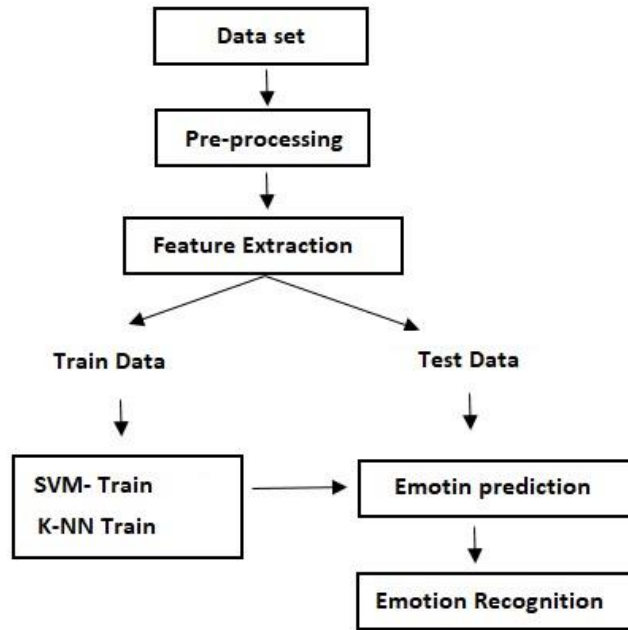 Data set
Pre-processing
Feature Extraction
Train Data
Test Data
SVM- Train
K-NN Train
Emotin prediction
Emotion Recognition